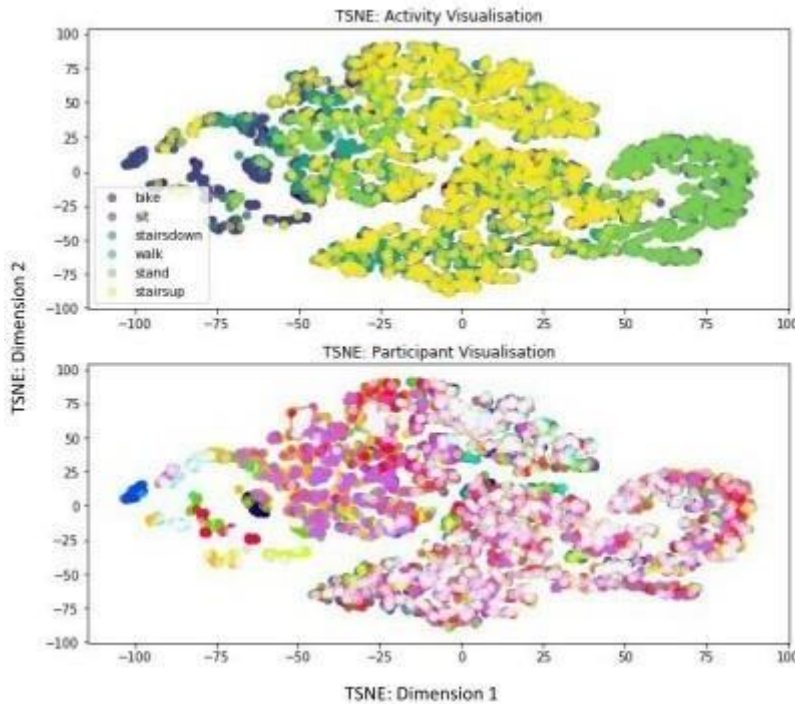 TSNE: Activity Visualisation
100
75
50
25
0
−25
−50
−75
−100
bike
sit
stairsdown
walk
stand
stairsup
−100 −75 −50 −25 0 25 50 75 100
TSNE: Dimension 2
TSNE: Participant Visualisation
100
75
50
25
0
−25
−50
−75
−100
−100 −75 −50 −25 0 25 50 75 100
TSNE: Dimension 1